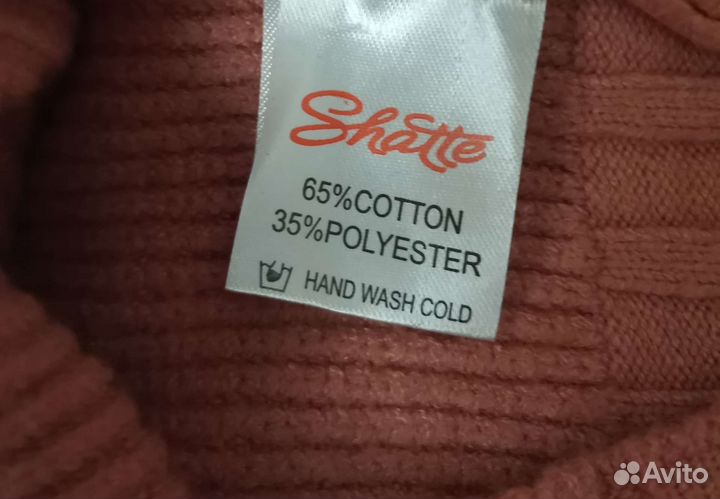 Shatte
65%COTTON
35%POLYESTER
HAND WASH COLD
Avito